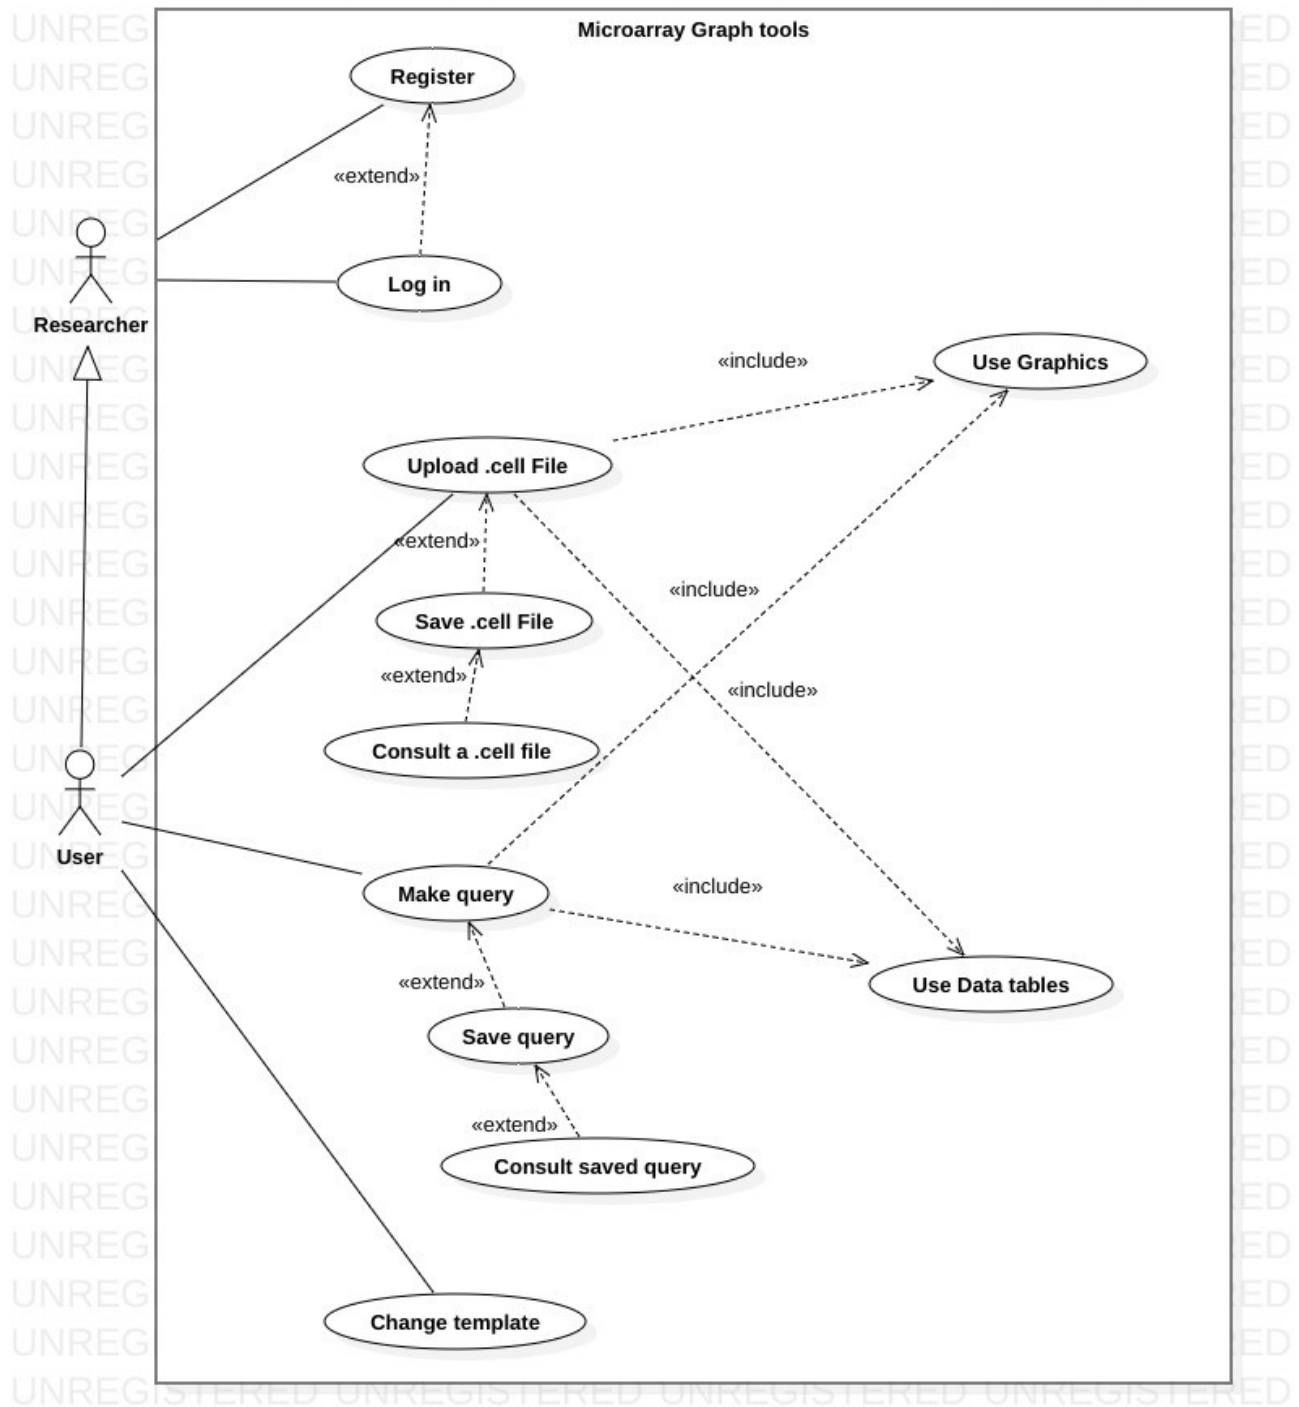 Microarray Graph tools
Register
«extend»
Log in
Researcher
«include»
Use Graphics
Upload .cell File
«extend»
«include»
Save .cell File
«extend»
«include»
Consult a .cell file
User
Make query
«include»
«extend»
Use Data tables
Save query
«extend»
Consult saved query
Change template
UNREGISTERED UNREGISTERED UNREGISTERED UNREGISTERED